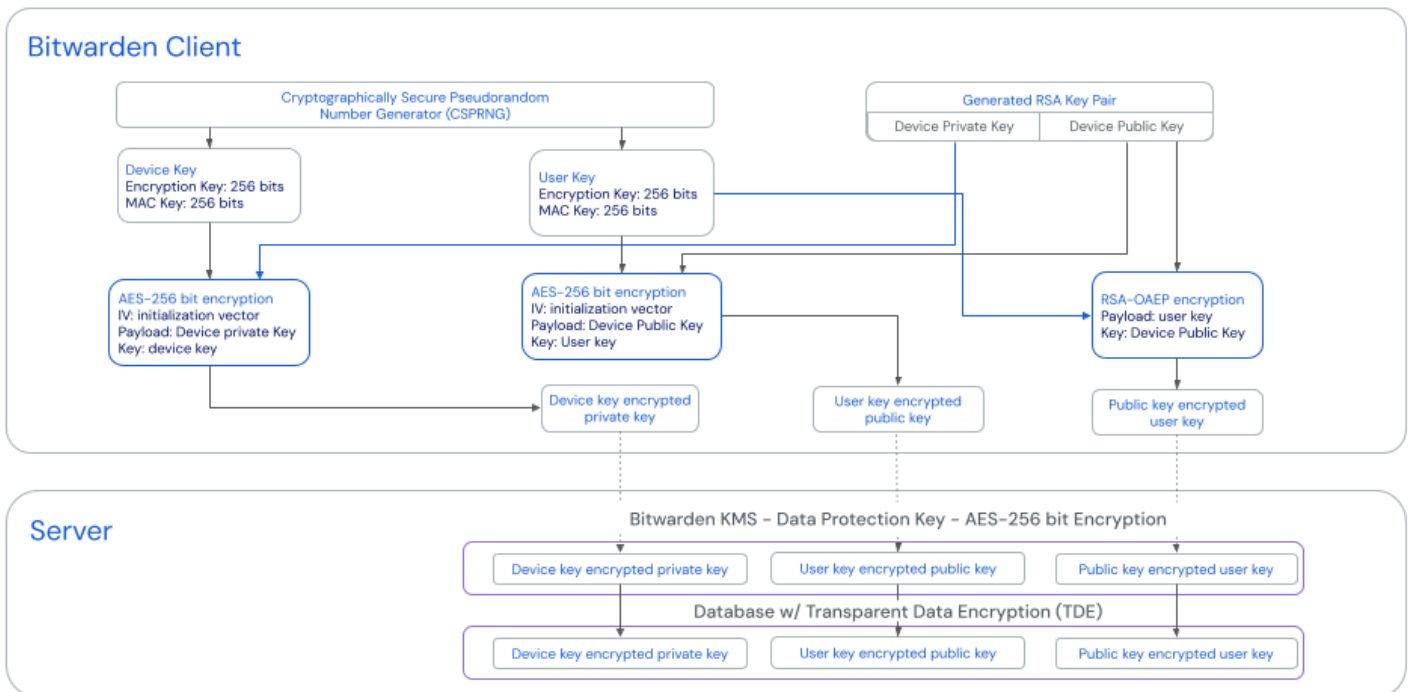 Bitwarden Client
Cryptographically Secure Pseudorandom
Number Generator (CSPRNG)
Generated RSA Key Pair
Device Private Key
Device Public Key
Device Key
Encryption Key: 256 bits
MAC Key: 256 bits
User Key
Encryption Key: 256 bits
MAC Key: 256 bits
AES-256 bit encryption
IV: initialization vector
Payload: Device private Key
Key: device key
AES-256 bit encryption
IV: initialization vector
Payload: Device Public Key
Key: User key
RSA-OAEP encryption
Payload: user key
Key: Device Public Key
Device key encrypted
private key
User key encrypted
public key
Public key encrypted
user key
Server
Bitwarden KMS - Data Protection Key - AES-256 bit Encryption
Device key encrypted private key
User key encrypted public key
Public key encrypted user key
Database w/ Transparent Data Encryption (TDE)
Device key encrypted private key
User key encrypted public key
Public key encrypted user key